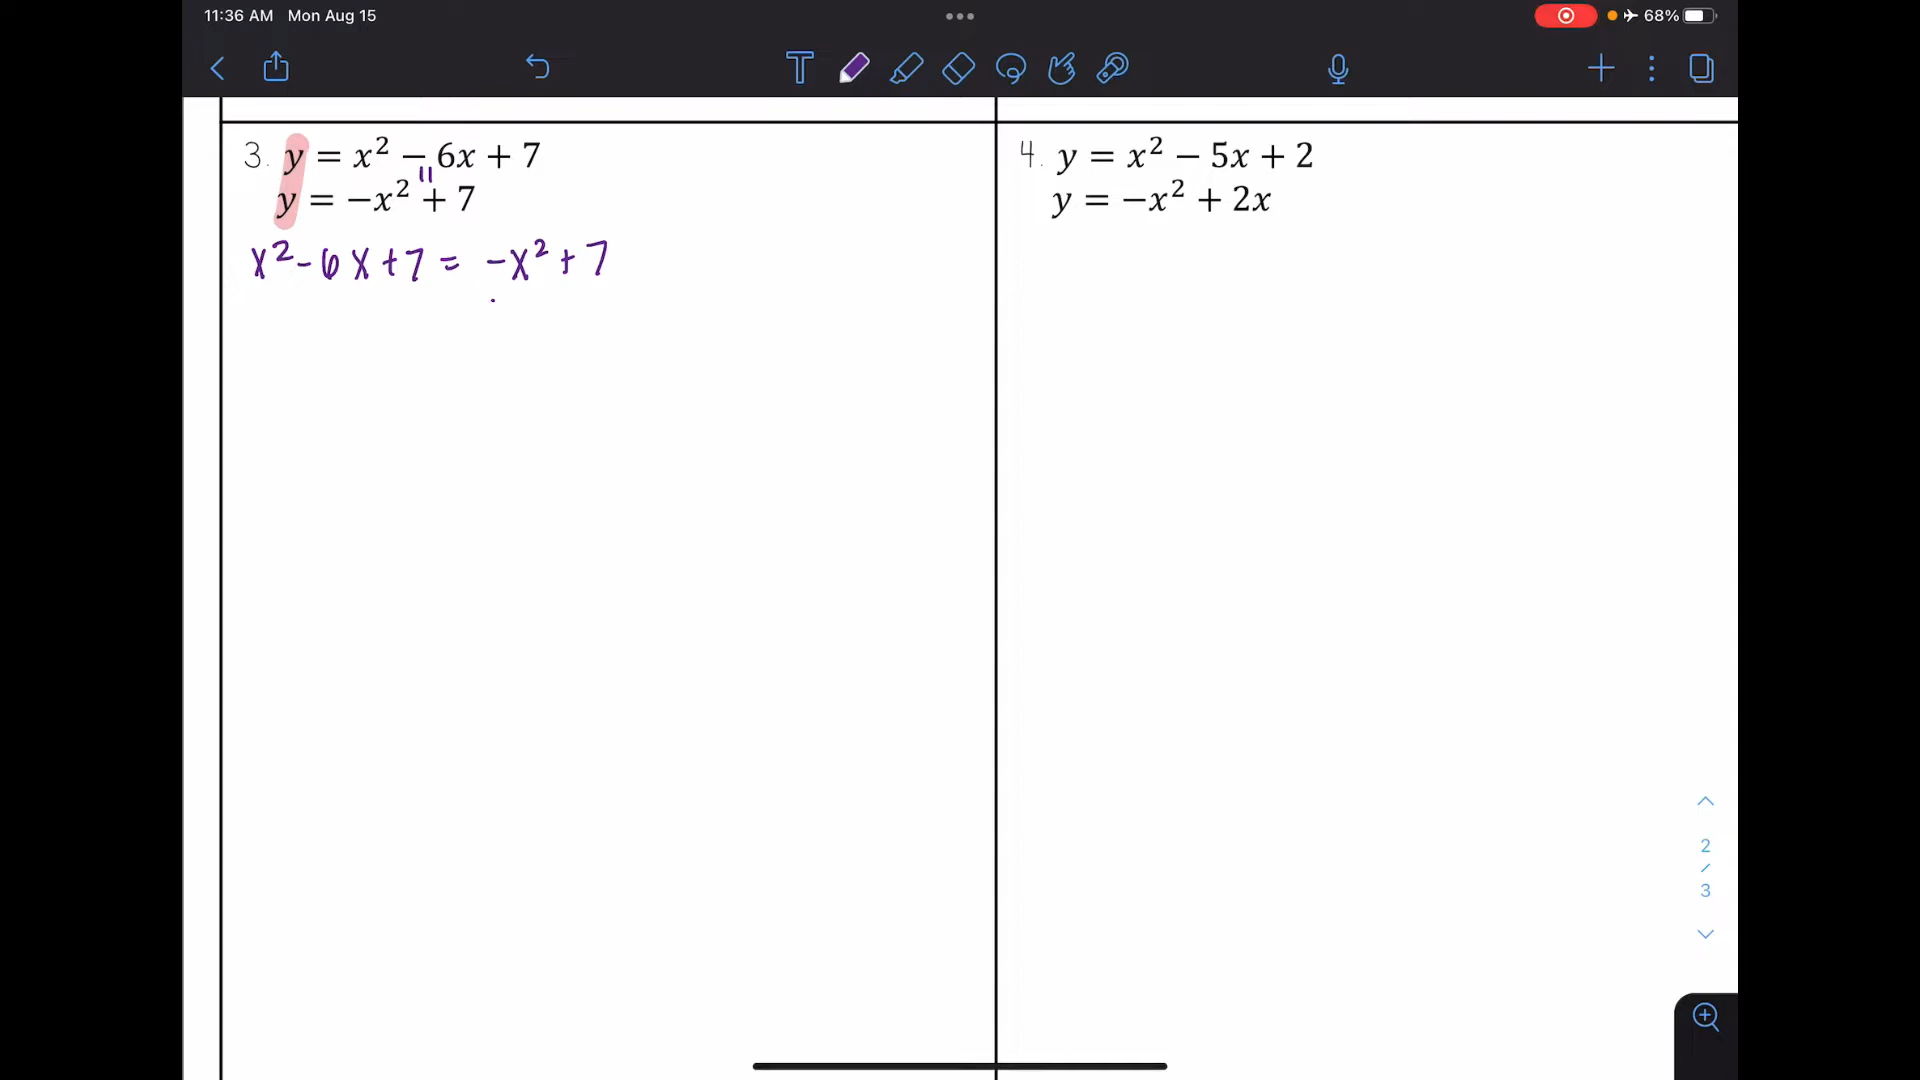 11:36 AM Mon Aug 15
68%
T
3. y = x² − 6x + 7
y = −x² + 7
x² - 6x + 7 = -x² + 7
4. y = x² − 5x + 2
y = −x² + 2x
2
/
3